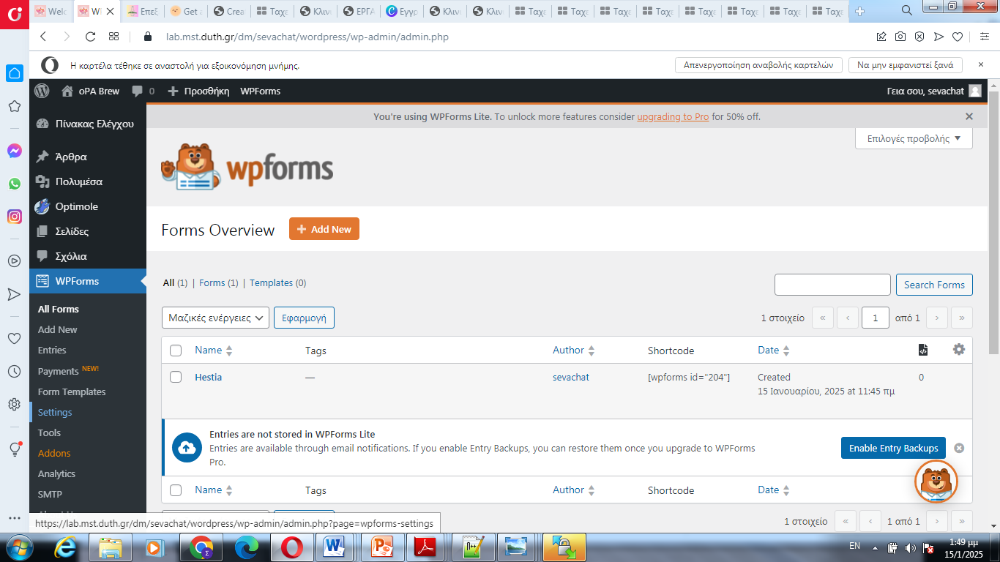 Welc
W
Επεξ
Get a
Crea
Ταχε
Κλιν
ΕΡΓΑ
Εγγρ
Κλιν
Κλιν
Ταχε
Ταχε
Ταχε
Ταχε
Ταχε
Ταχε
Ταχε
Ταχε
lab.mst.duth.gr/dm/sevachat/wordpress/wp-admin/admin.php
Η καρτέλα τέθηκε σε αναστολή για εξοικονόμηση μνήμης.
Απενεργοποίηση αναβολής καρτελών
Να μην εμφανιστεί ξανά
oPA Brew
0
Προσθήκη
WPForms
Γεια σου, sevachat
Πίνακας Ελέγχου
Άρθρα
Πολυμέσα
Optimole
Σελίδες
Σχόλια
WPForms
All Forms
Add New
Entries
Payments NEW!
Form Templates
Settings
Tools
Addons
Analytics
SMTP
You're using WPForms Lite. To unlock more features consider upgrading to Pro for 50% off.
Επιλογές προβολής
wpforms
Forms Overview
Add New
All (1) | Forms (1) | Templates (0)
Search Forms
Μαζικές ενέργειες
Εφαρμογή
1 στοιχείο « ‹ 1 από 1 › »
Name Tags Author Shortcode Date
Hestia — sevachat [wpforms id="204"] Created 0
15 Ιανουαρίου, 2025 at 11:45 πμ
Entries are not stored in WPForms Lite
Entries are available through email notifications. If you enable Entry Backups, you can restore them once you upgrade to WPForms
Pro.
Enable Entry Backups
Name Tags Author Shortcode Date
1 στοιχείο « ‹ 1 από 1 › »
https://lab.mst.duth.gr/dm/sevachat/wordpress/wp-admin/admin.php?page=wpforms-settings
EN
1:49 μμ
15/1/2025